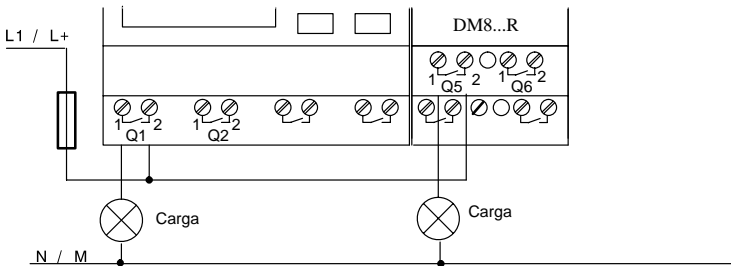 DM8...R
L1 / L+
1 2 1 2
Q5 Q6
1 2 1 2
Q1 Q2
Carga Carga
N / M